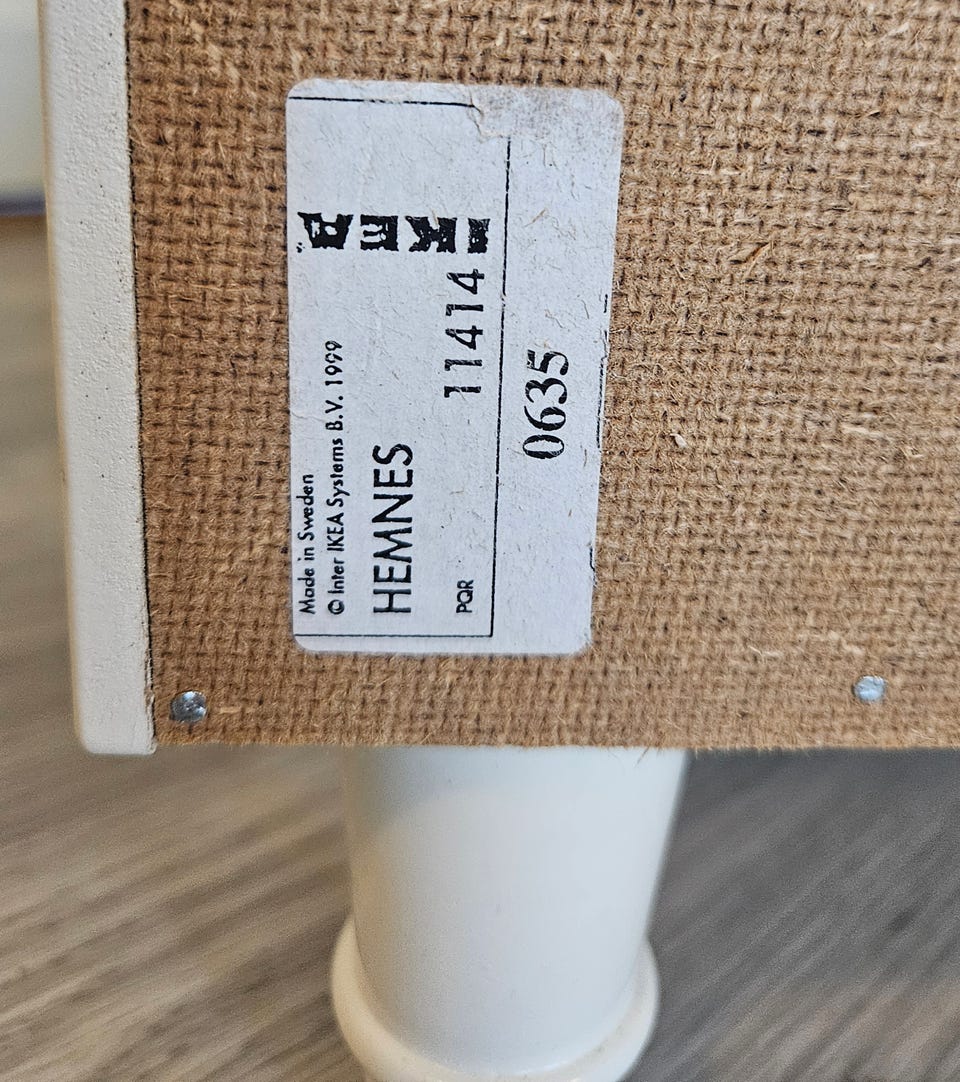 Made in Sweden
© Inter IKEA Systems B.V. 1999
HEMNES
IKEA
PQR
11414
0635